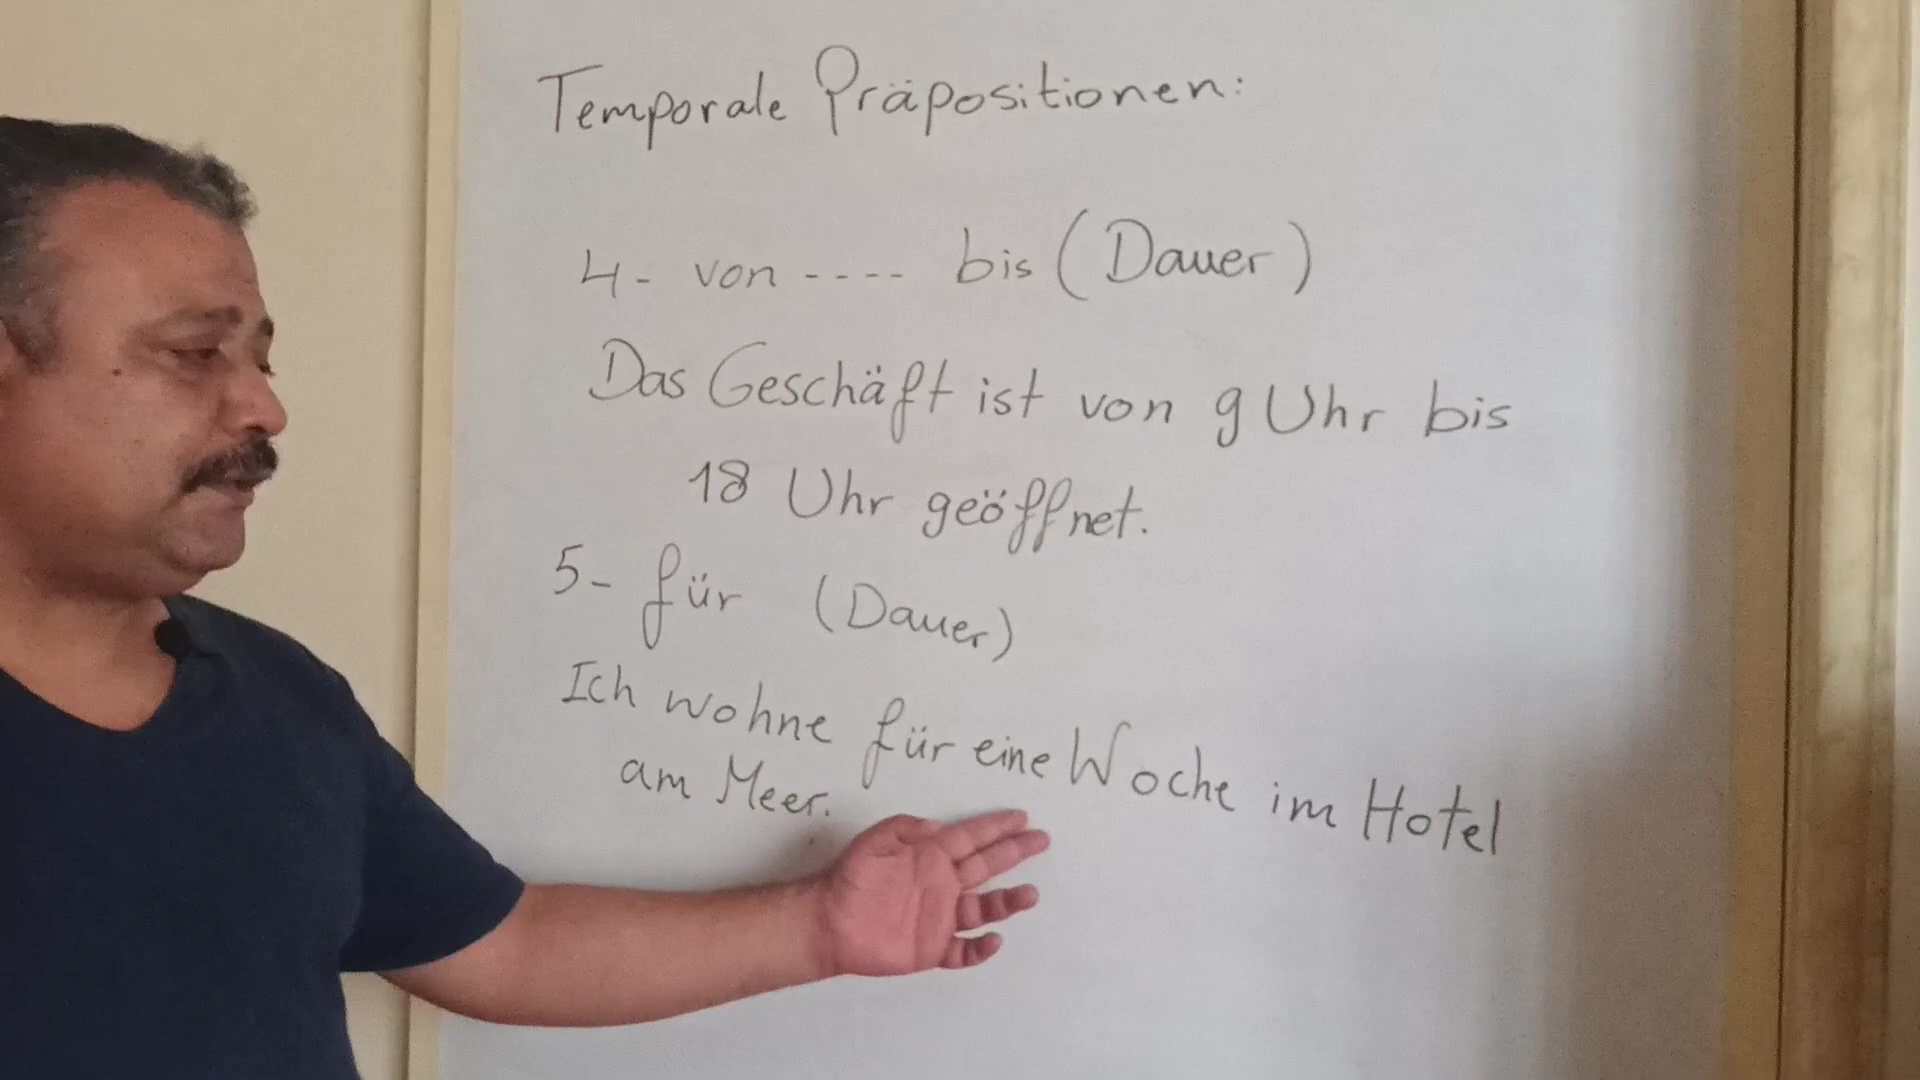 Temporale Präpositionen:
4- von ---- bis (Dauer)
Das Geschäft ist von 9 Uhr bis
18 Uhr geöffnet.
5- für (Dauer)
Ich wohne für eine Woche im Hotel
am Meer.